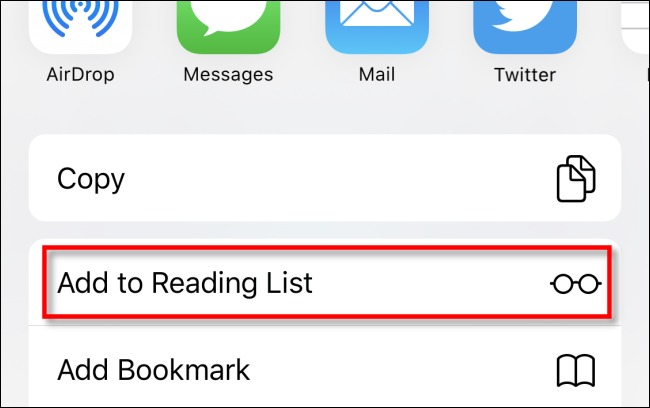 AirDrop Messages Mail Twitter
Copy
Add to Reading List
Add Bookmark